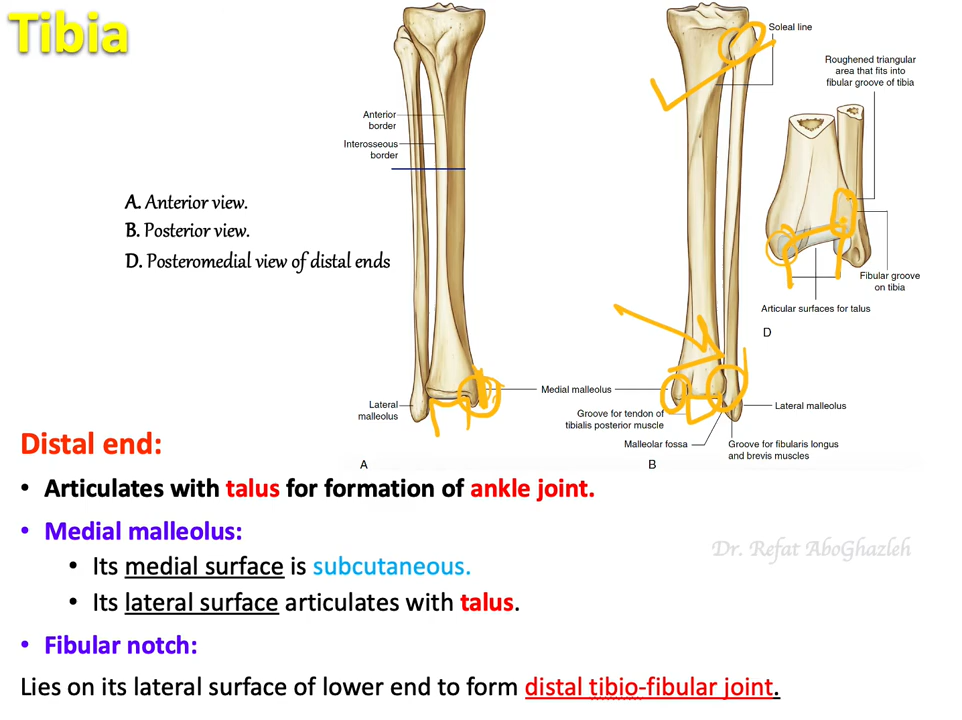 Tibia
Soleal line
Roughened triangular
area that fits into
fibular groove of tibia
Anterior
border
Interosseous
border
A. Anterior view.
B. Posterior view.
D. Posteromedial view of distal ends
Fibular groove
on tibia
Articular surfaces for talus
D
Medial malleolus
Lateral
malleolus
Lateral malleolus
Groove for tendon of
tibialis posterior muscle
Malleolar fossa
Groove for fibularis longus
and brevis muscles
A
B
Distal end:
• Articulates with talus for formation of ankle joint.
• Medial malleolus:
• Its medial surface is subcutaneous.
• Its lateral surface articulates with talus.
• Fibular notch:
Lies on its lateral surface of lower end to form distal tibio-fibular joint.
Dr. Refat AboGhazleh